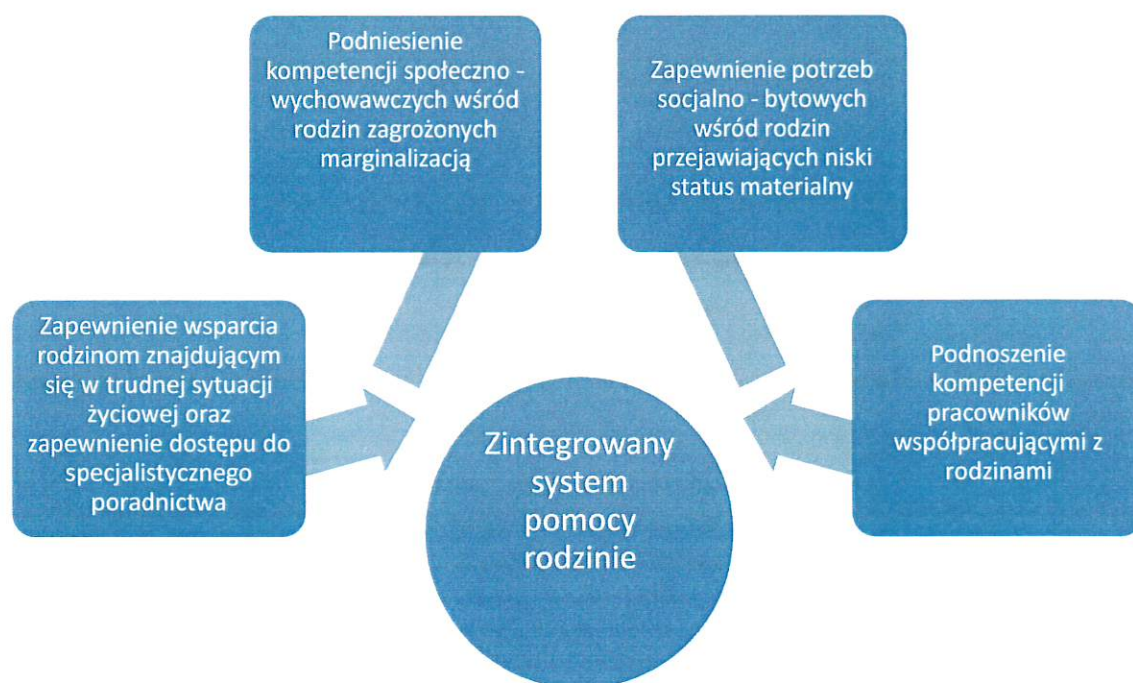 Podniesienie
kompetencji społeczno -
wychowawczych wśród
rodzin zagrożonych
marginalizacją
Zapewnienie potrzeb
socjalno - bytowych
wśród rodzin
przejawiających niski
status materialny
Zapewnienie wsparcia
rodzinom znajdującym
się w trudnej sytuacji
życiowej oraz
zapewnienie dostępu do
specjalistycznego
poradnictwa
Podnoszenie
kompetencji
pracowników
współpracującymi z
rodzinami
Zintegrowany
system
pomocy
rodzinie